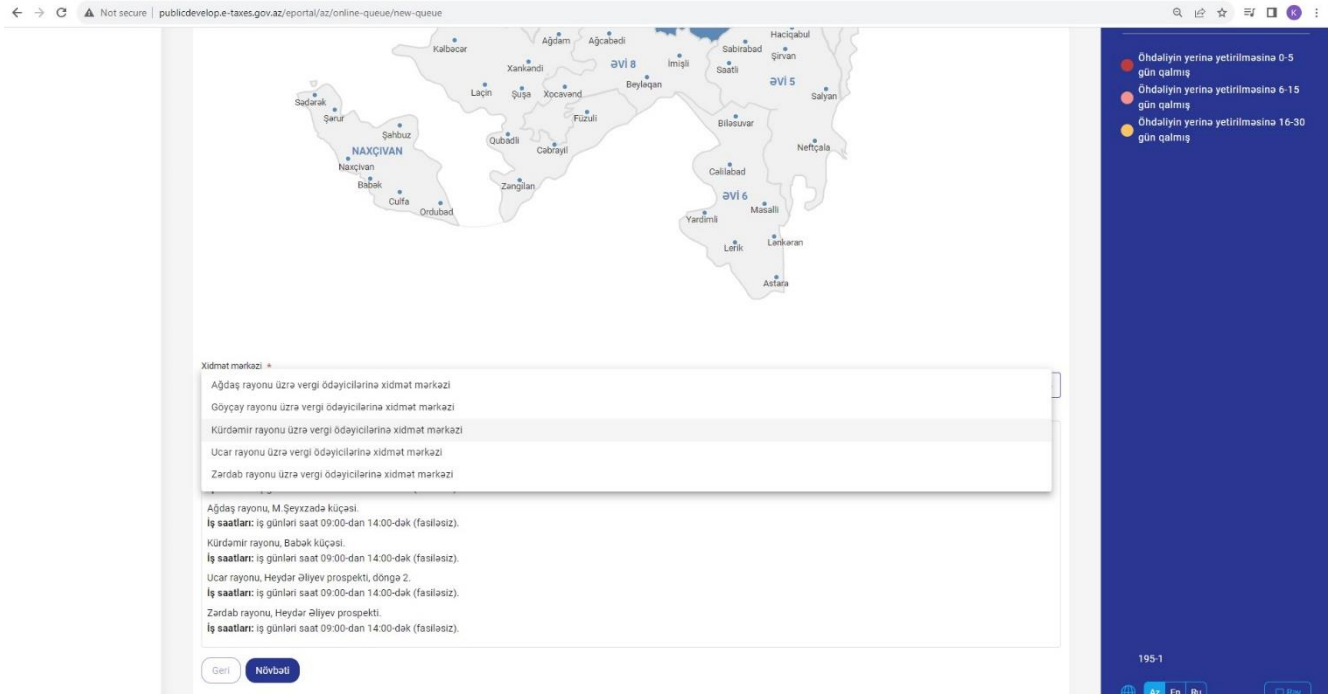 Not secure
publicdevelop.e-taxes.gov.az/eportal/az/online-queue/new-queue
K
Kəlbəcər
Ağdam
Ağcabədi
Hacıqabul
Sabirabad
Şirvan
Xankəndi
ƏVİ 8
İmişli
Saatlı
ƏVİ 5
Laçın
Şuşa
Xocavənd
Beyləqan
Salyan
Sədərək
Şərur
Füzuli
Biləsuvar
Şahbuz
Qubadlı
Cəbrayıl
Neftçala
NAXÇIVAN
Naxçıvan
Zəngilan
Cəlilabad
Babək
ƏVİ 6
Culfa
Ordubad
Masallı
Yardımlı
Lerik
Lənkəran
Astara
Öhdəliyin yerinə yetirilməsinə 0-5
gün qalmış
Öhdəliyin yerinə yetirilməsinə 6-15
gün qalmış
Öhdəliyin yerinə yetirilməsinə 16-30
gün qalmış
Xidmət mərkəzi *
Ağdaş rayonu üzrə vergi ödəyicilərinə xidmət mərkəzi
Göyçay rayonu üzrə vergi ödəyicilərinə xidmət mərkəzi
Kürdəmir rayonu üzrə vergi ödəyicilərinə xidmət mərkəzi
Ucar rayonu üzrə vergi ödəyicilərinə xidmət mərkəzi
Zərdab rayonu üzrə vergi ödəyicilərinə xidmət mərkəzi
Ağdaş rayonu, M.Şeyxzadə küçəsi.
İş saatları: iş günləri saat 09:00-dan 14:00-dək (fasiləsiz).
Kürdəmir rayonu, Babək küçəsi.
İş saatları: iş günləri saat 09:00-dan 14:00-dək (fasiləsiz).
Ucar rayonu, Heydər Əliyev prospekti, döngə 2.
İş saatları: iş günləri saat 09:00-dan 14:00-dək (fasiləsiz).
Zərdab rayonu, Heydər Əliyev prospekti.
İş saatları: iş günləri saat 09:00-dan 14:00-dək (fasiləsiz).
Geri
Növbəti
195-1
Az En Ru